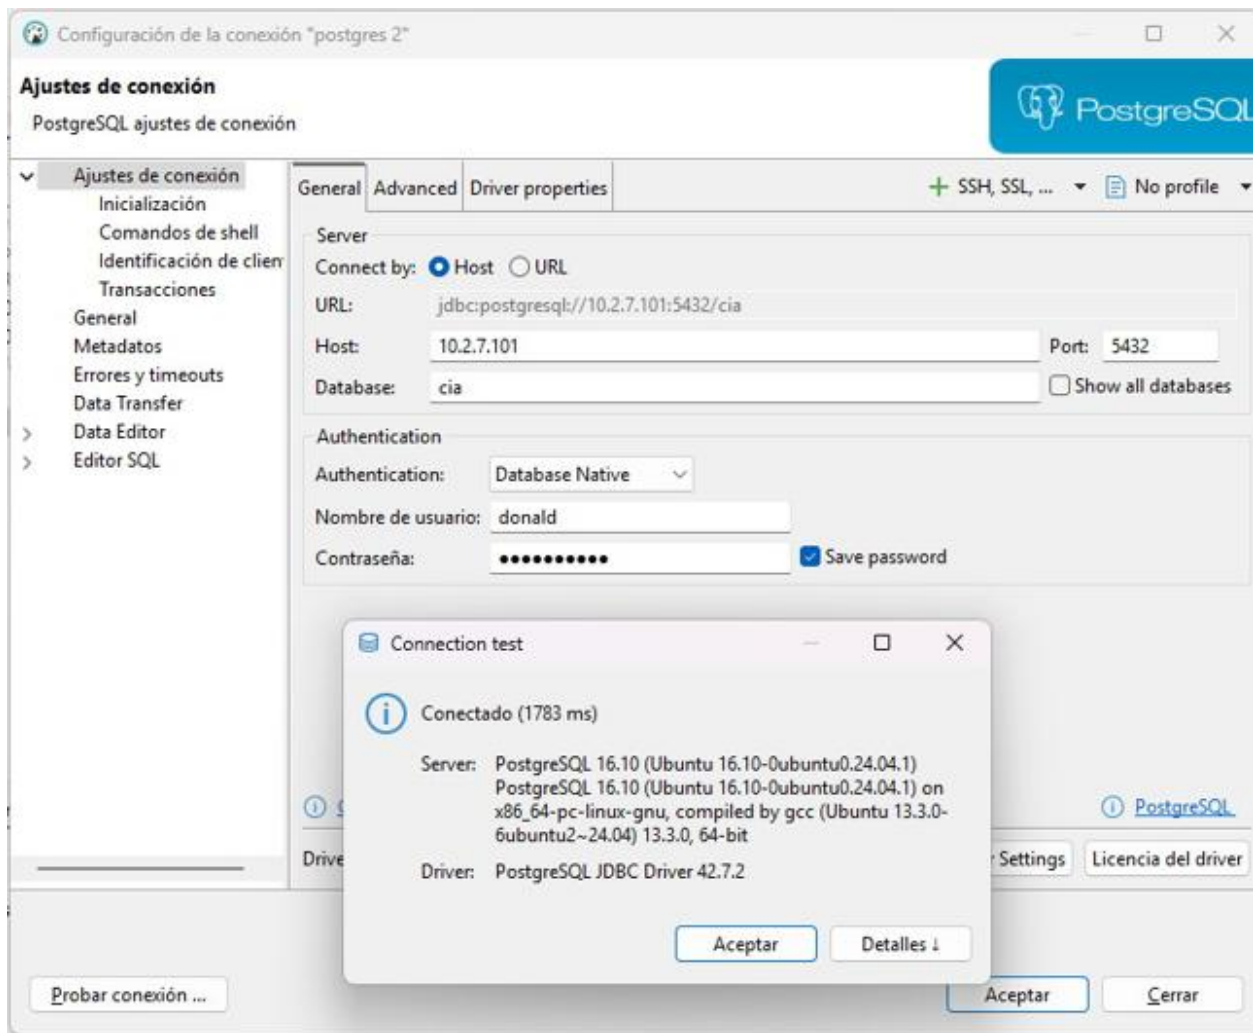 Configuración de la conexión "postgres 2"
Ajustes de conexión
PostgreSQL ajustes de conexión
PostgreSQL
Ajustes de conexión
Inicialización
Comandos de shell
Identificación de clien
Transacciones
General
Metadatos
Errores y timeouts
Data Transfer
Data Editor
Editor SQL
General Advanced Driver properties
SSH, SSL, ... No profile
Server
Connect by: Host URL
URL: jdbc:postgresql://10.2.7.101:5432/cia
Host: 10.2.7.101 Port: 5432
Database: cia Show all databases
Authentication
Authentication: Database Native
Nombre de usuario: donald
Contraseña: •••••••••• Save password
Connection test
Conectado (1783 ms)
Server: PostgreSQL 16.10 (Ubuntu 16.10-0ubuntu0.24.04.1)
PostgreSQL 16.10 (Ubuntu 16.10-0ubuntu0.24.04.1) on
x86_64-pc-linux-gnu, compiled by gcc (Ubuntu 13.3.0-
6ubuntu2~24.04) 13.3.0, 64-bit
Driver: PostgreSQL JDBC Driver 42.7.2
Aceptar Detalles ↓
PostgreSQL
Drive
Settings Licencia del driver
Probar conexión ... Aceptar Cerrar